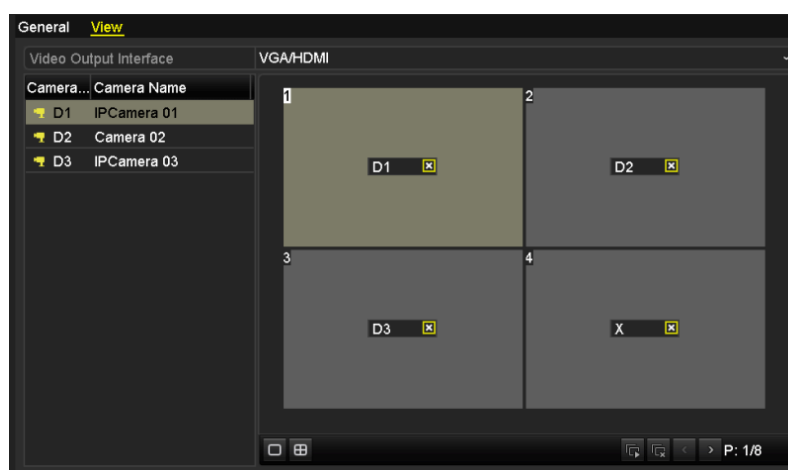 General View
Video Output Interface VGA/HDMI
Camera... Camera Name
D1 IPCamera 01
D2 Camera 02
D3 IPCamera 03
1
D1
2
D2
3
D3
4
X
P: 1/8